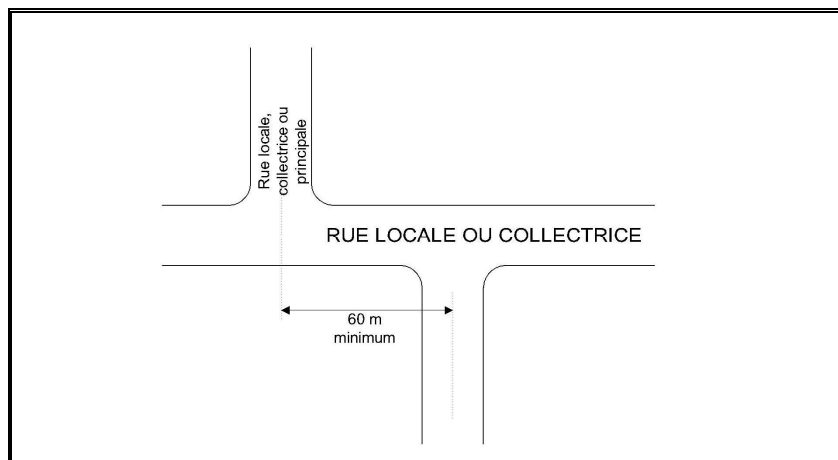 Rue locale,
collectrice ou
principale
RUE LOCALE OU COLLECTRICE
60 m
minimum